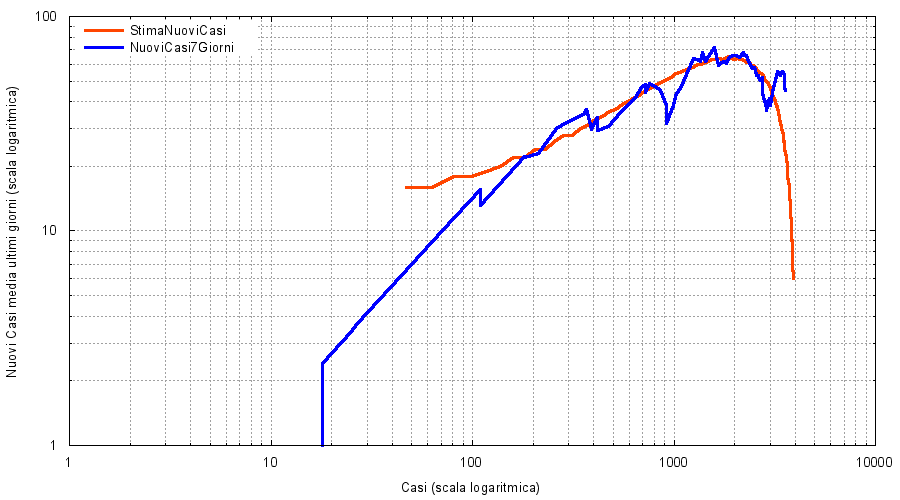 100
StimaNuoviCasi
NuoviCasi7Giorni
Nuovi Casi media ultimi giorni (scala logaritmica)
10
1
1 10 100 1000 10000
Casi (scala logaritmica)